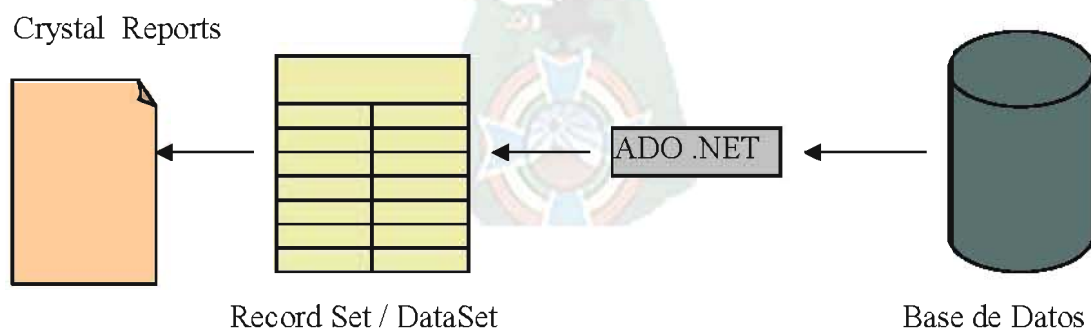 Crystal Reports
ADO .NET
Record Set / DataSet
Base de Datos